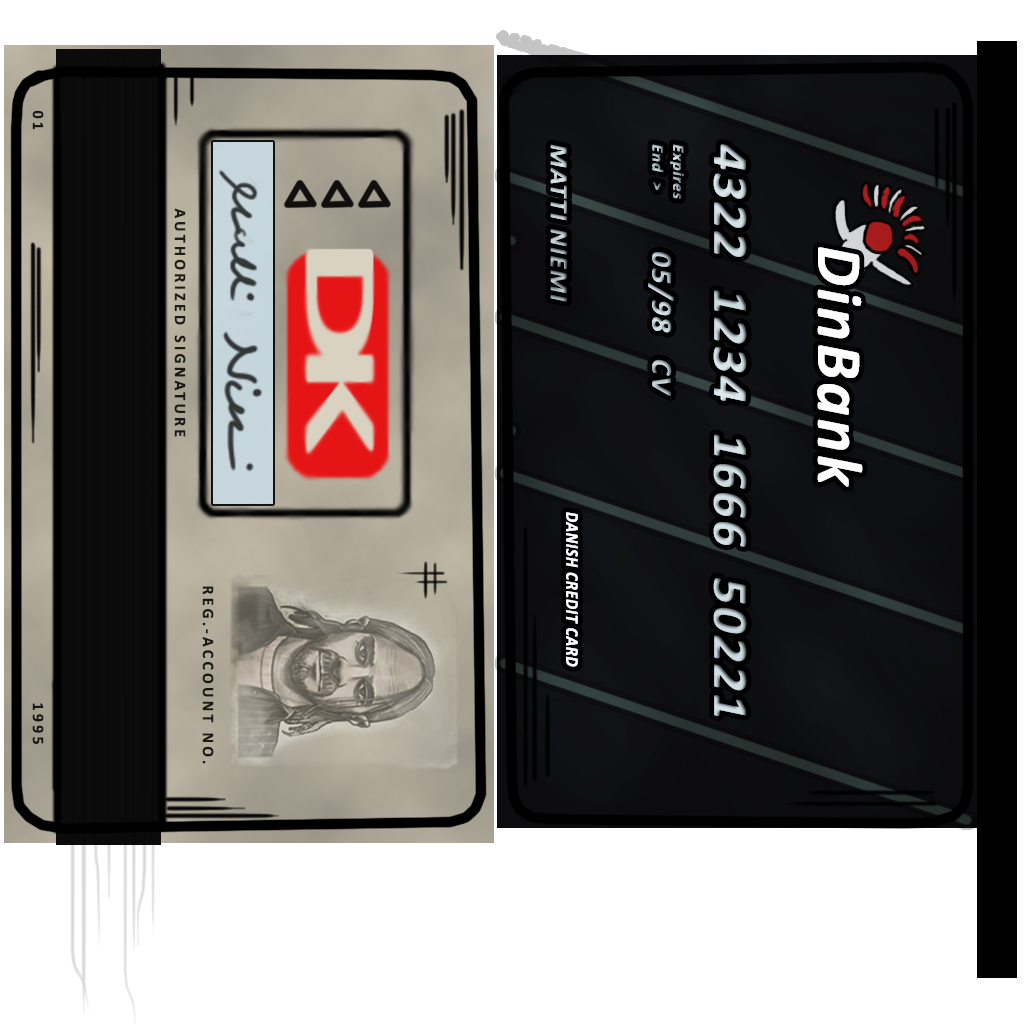 01
1995
AUTHORIZED SIGNATURE
DK
REG.-ACCOUNT NO.
DinBank
4322 1234 1666 50221
Expires
End > 05/98 CV
MATTI NIEMI
DANISH CREDIT CARD